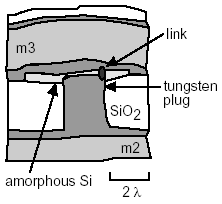 m3
link
tungsten
plug
SiO2
m2
amorphous Si
2 λ